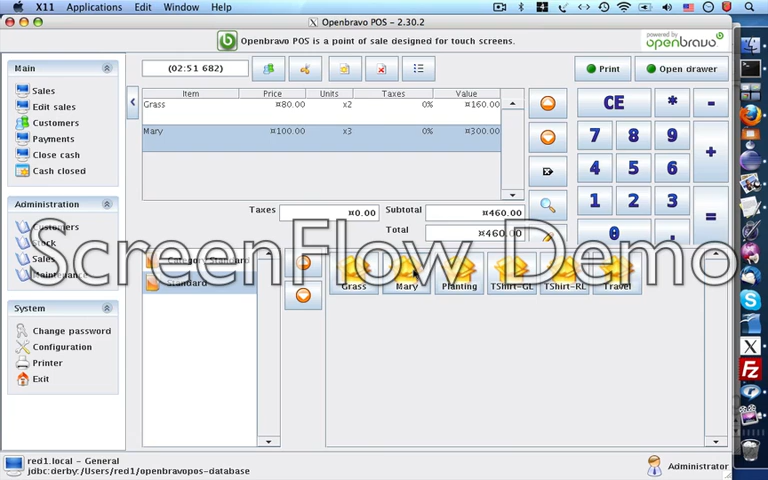 X11 Applications Edit Window Help
Openbravo POS - 2.30.2
Openbravo POS is a point of sale designed for touch screens.
powered by
openbravo
Main
Sales
Edit sales
Customers
Payments
Close cash
Cash closed
Administration
Customers
Stock
Sales
Maintenance
System
Change password
Configuration
Printer
Exit
(02:51 682)
Print
Open drawer
Item Price Units Taxes Value
Grass ¤80.00 x2 0% ¤160.00
Mary ¤100.00 x3 0% ¤300.00
Taxes ¤0.00 Subtotal ¤460.00
Total ¤460.00
CE * -
7 8 9 +
4 5 6
1 2 3 =
0 .
Category Standard
Standard
Grass Mary Planting TShirt-GL TShirt-RL Travel
ScreenFlow Demo
red1.local - General
jdbc:derby:/Users/red1/openbravopos-database
Administrator